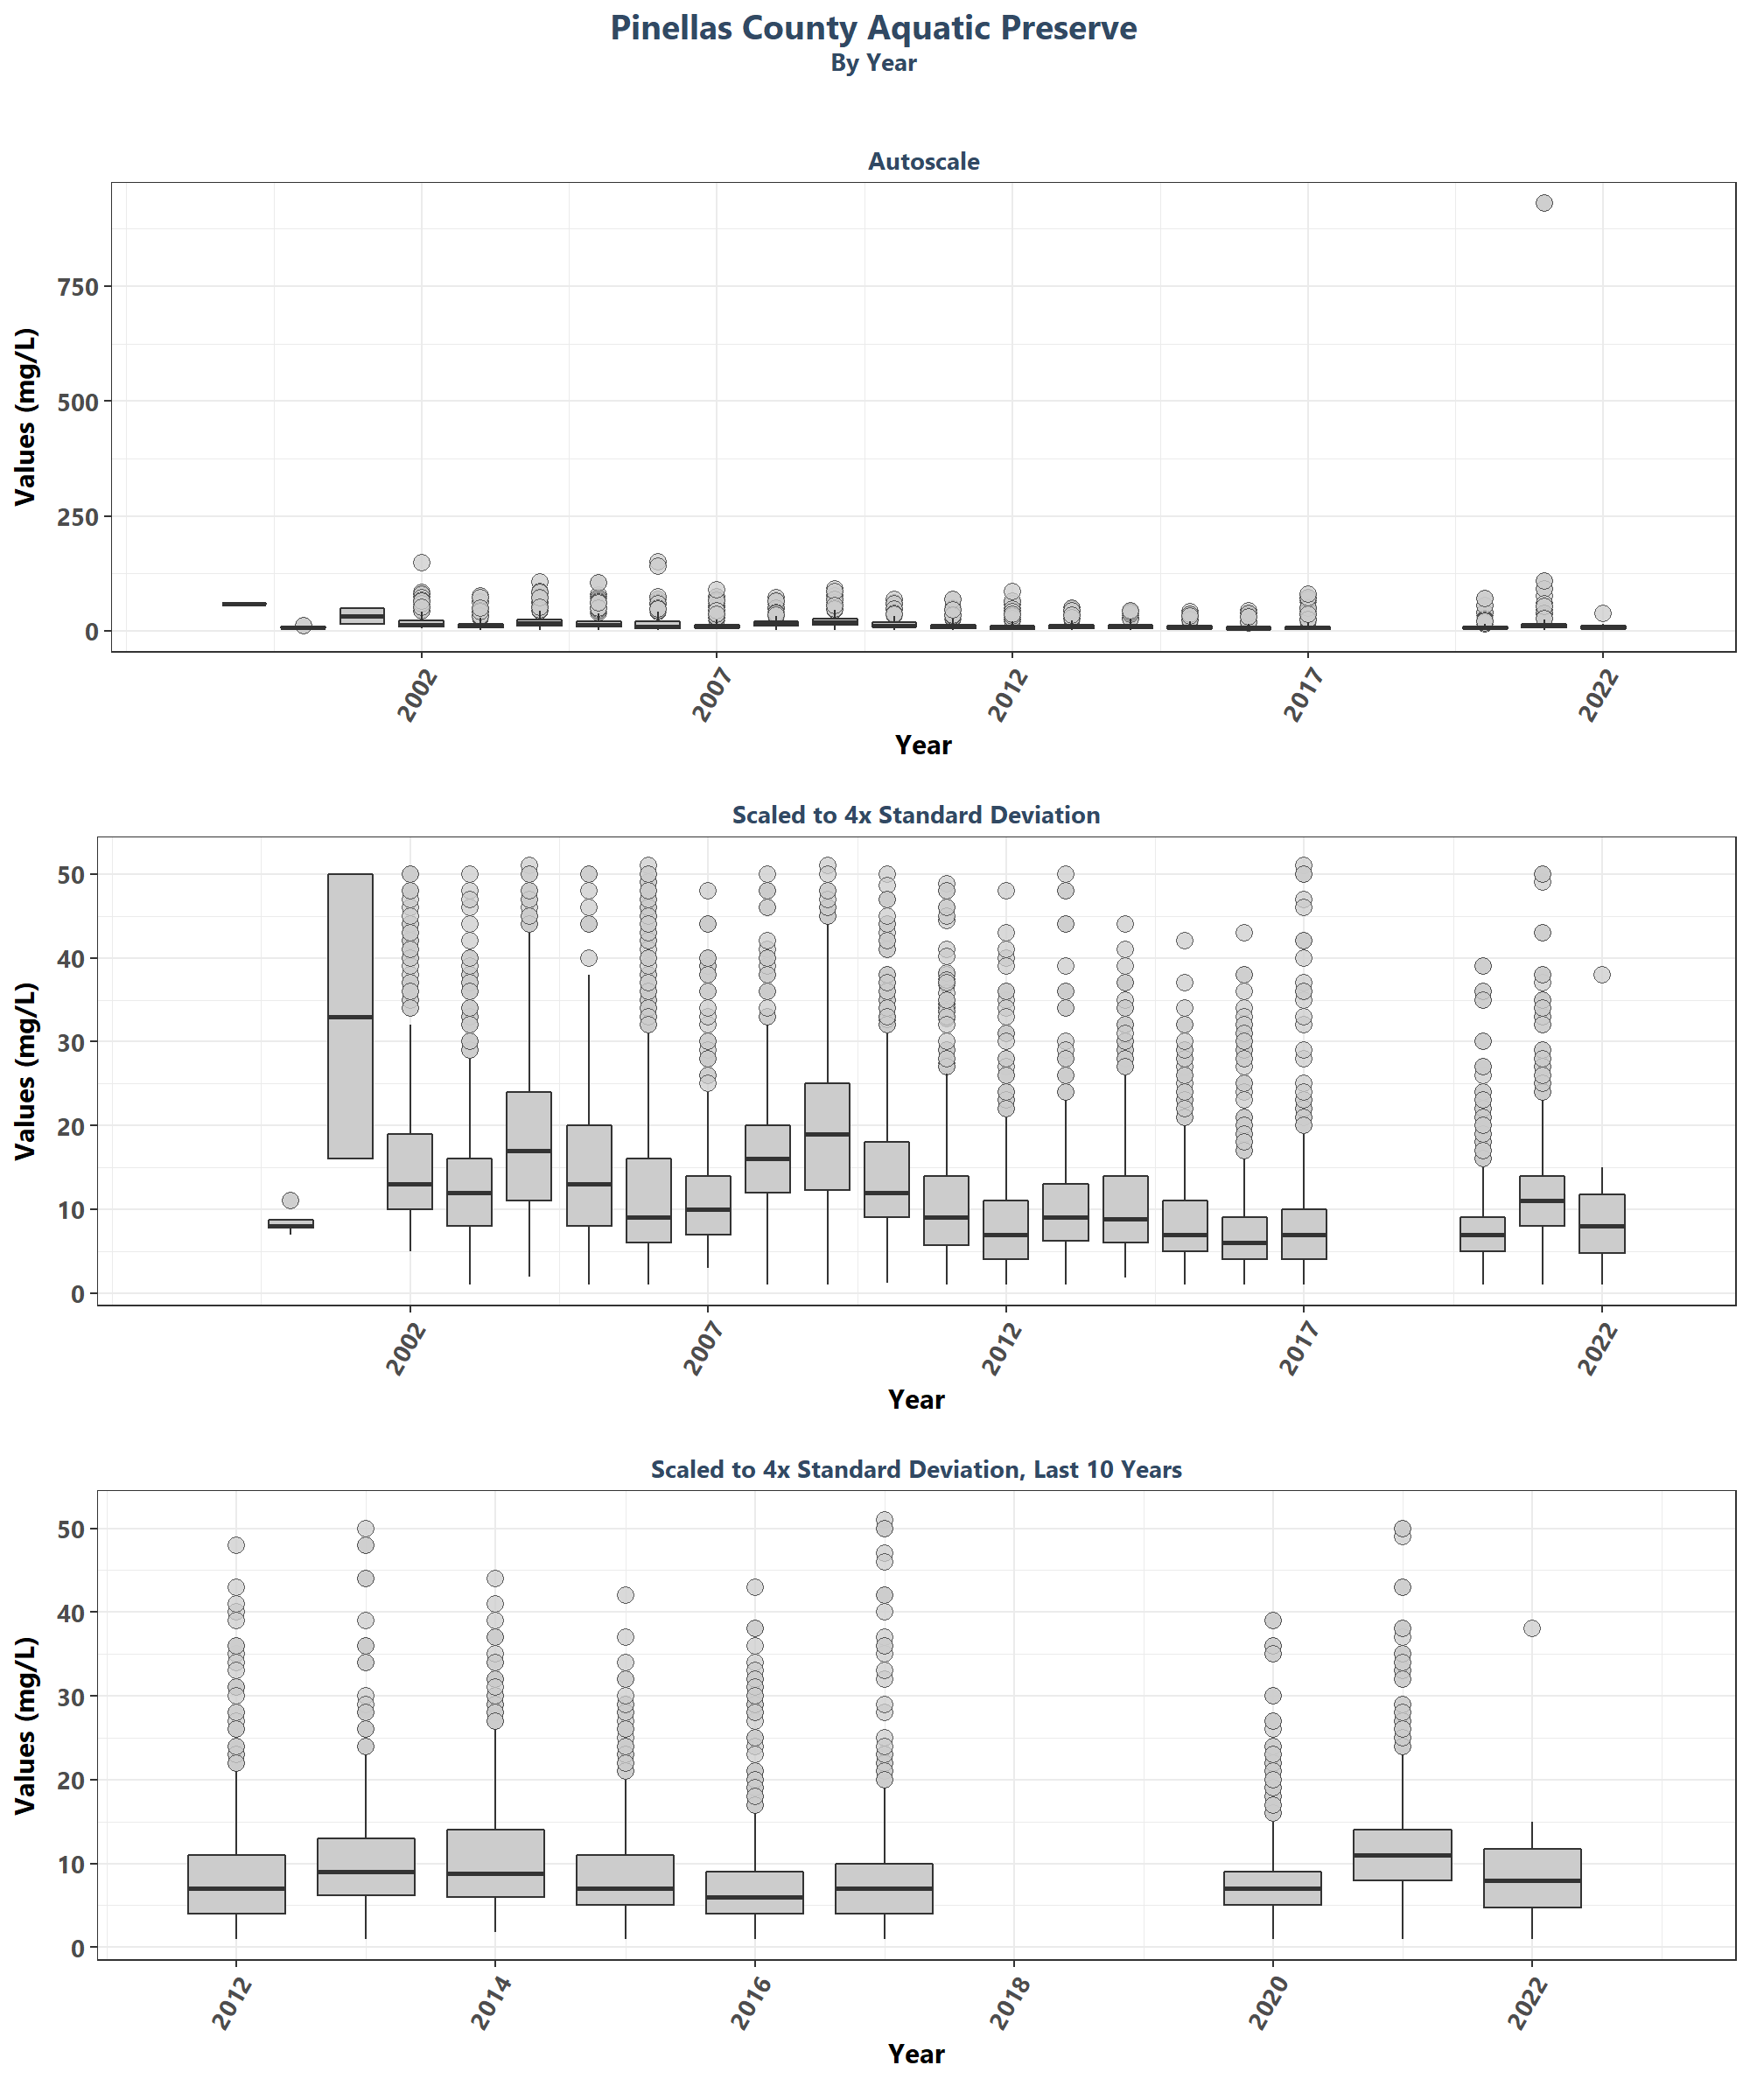 Pinellas County Aquatic Preserve
By Year
Autoscale
Values (mg/L)
750
500
250
0
2002
2007
2012
2017
2022
Year
Scaled to 4x Standard Deviation
Values (mg/L)
50
40
30
20
10
0
2002
2007
2012
2017
2022
Year
Scaled to 4x Standard Deviation, Last 10 Years
Values (mg/L)
50
40
30
20
10
0
2012
2014
2016
2018
2020
2022
Year